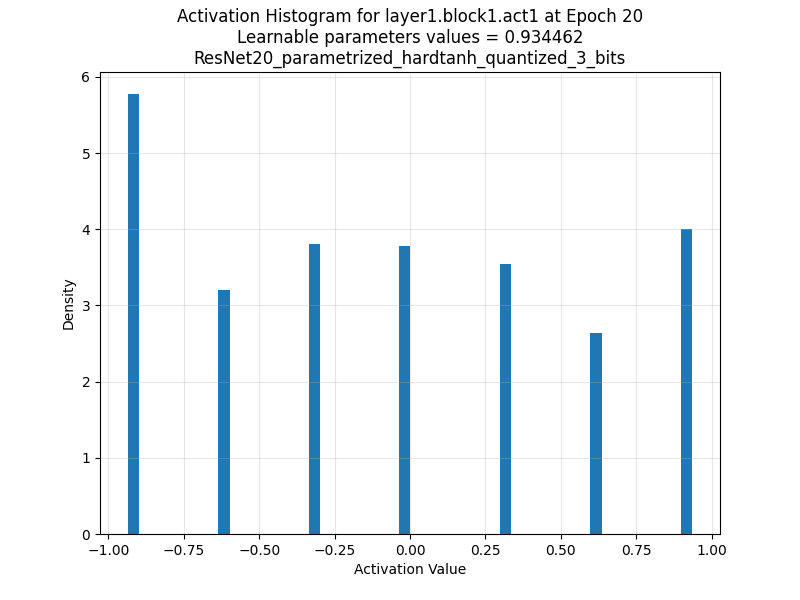 Activation Histogram for layer1.block1.act1 at Epoch 20
Learnable parameters values = 0.934462
ResNet20_parametrized_hardtanh_quantized_3_bits
6
5
4
3
2
1
0
Density
−1.00 −0.75 −0.50 −0.25 0.00 0.25 0.50 0.75 1.00
Activation Value